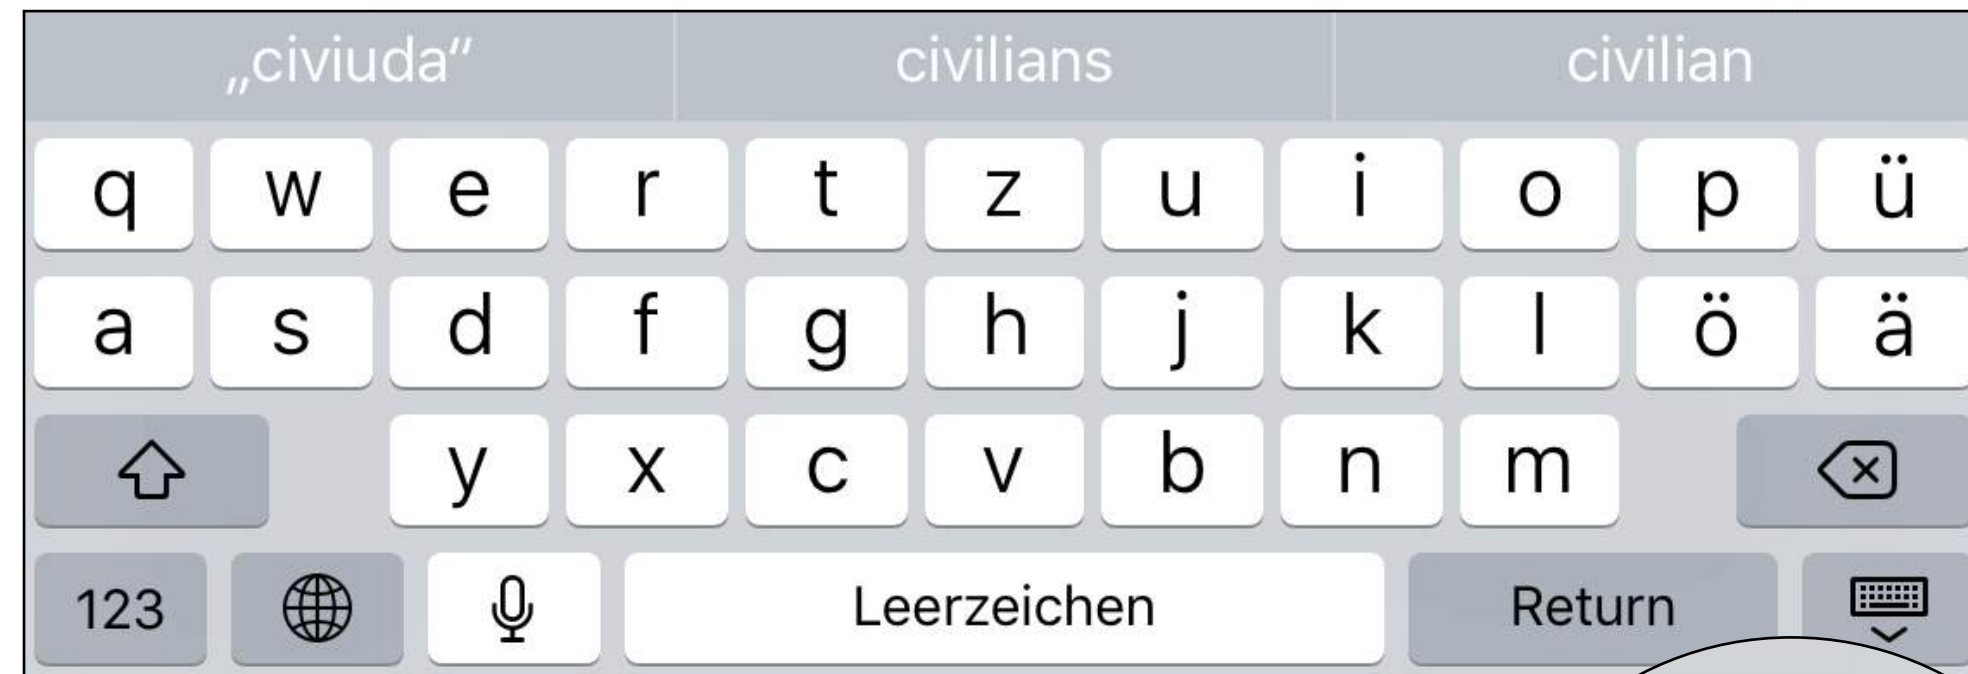 „civiuda“ civilians civilian
q w e r t z u i o p ü
a s d f g h j k l ö ä
y x c v b n m
123 Leerzeichen Return